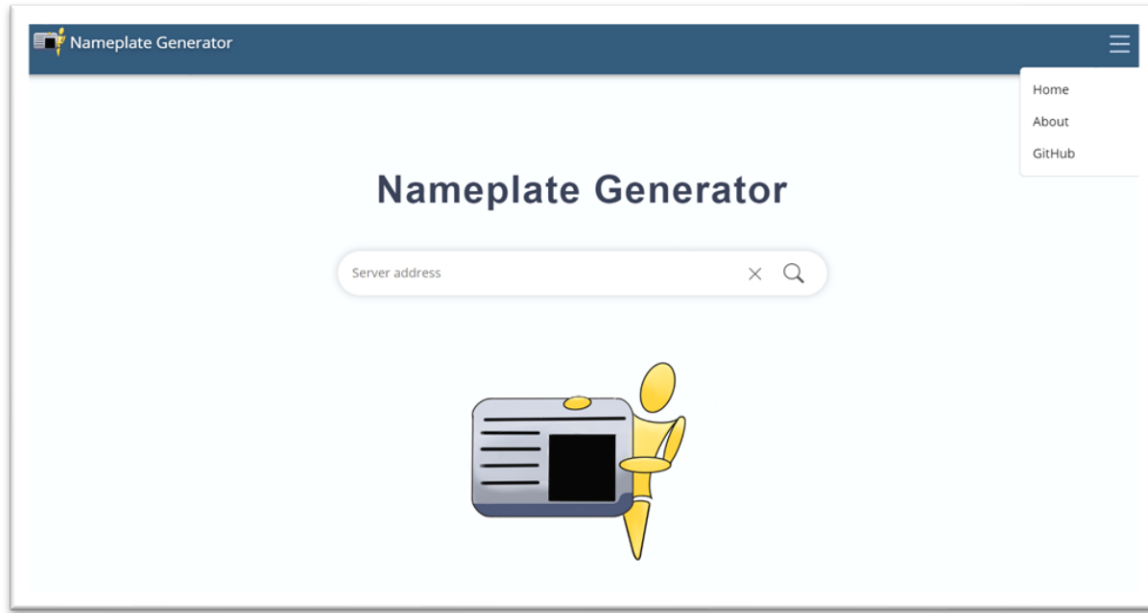 Nameplate Generator
Home
About
GitHub
Nameplate Generator
Server address